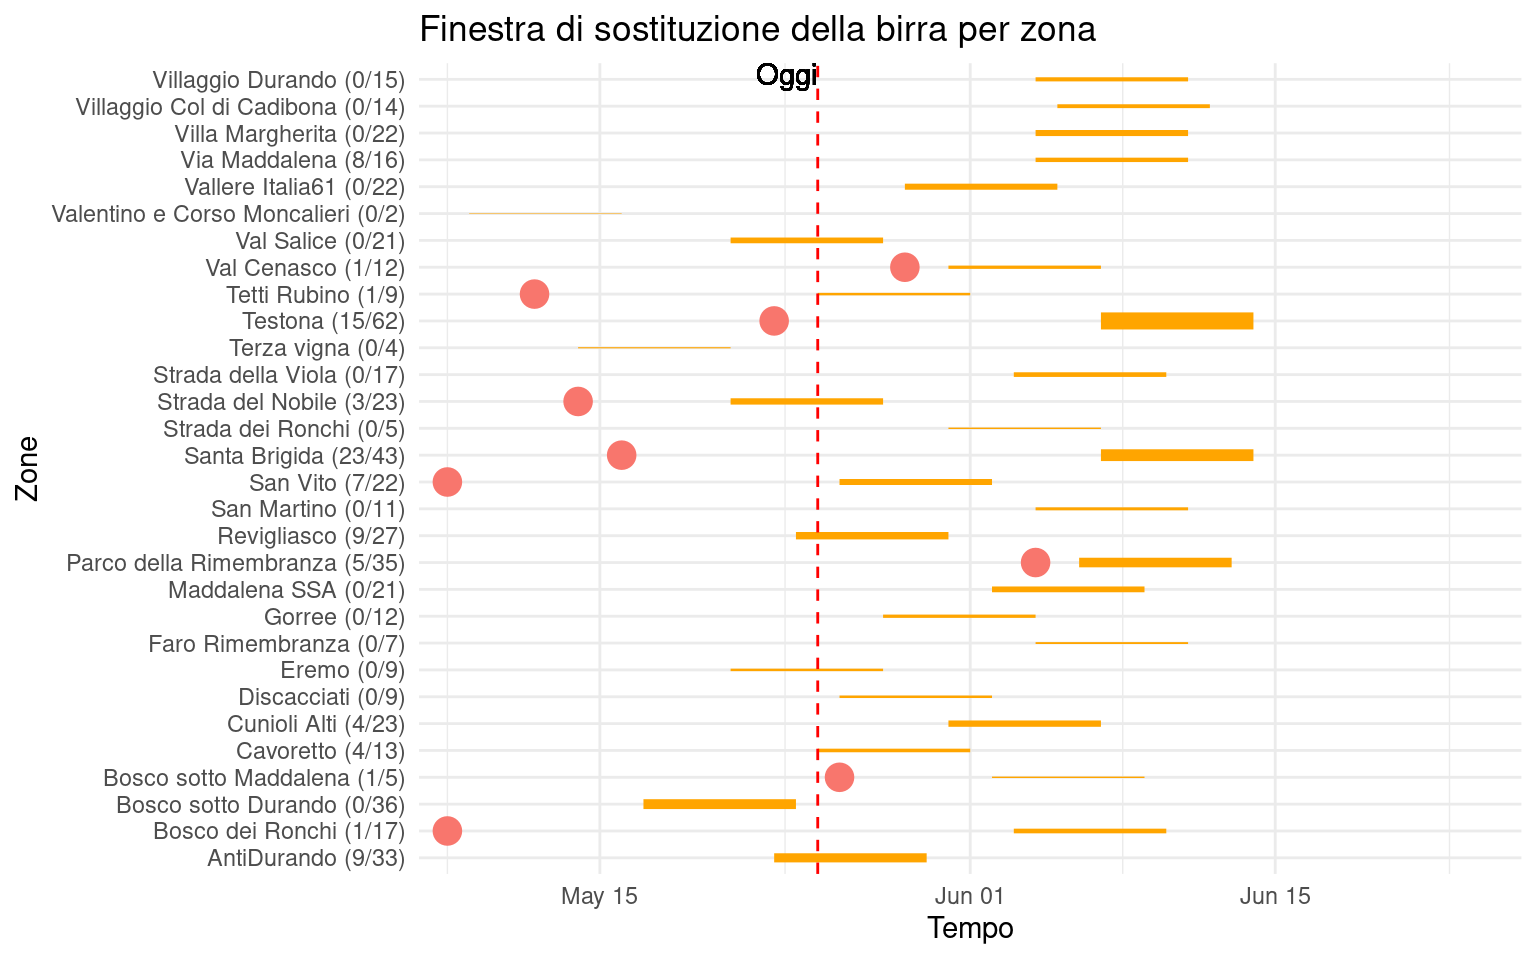 Finestra di sostituzione della birra per zona
Oggi
Villaggio Durando (0/15)
Villaggio Col di Cadibona (0/14)
Villa Margherita (0/22)
Via Maddalena (8/16)
Vallere Italia61 (0/22)
Valentino e Corso Moncalieri (0/2)
Val Salice (0/21)
Val Cenasco (1/12)
Tetti Rubino (1/9)
Testona (15/62)
Terza vigna (0/4)
Strada della Viola (0/17)
Strada del Nobile (3/23)
Strada dei Ronchi (0/5)
Santa Brigida (23/43)
San Vito (7/22)
San Martino (0/11)
Revigliasco (9/27)
Parco della Rimembranza (5/35)
Maddalena SSA (0/21)
Gorree (0/12)
Faro Rimembranza (0/7)
Eremo (0/9)
Discacciati (0/9)
Cunioli Alti (4/23)
Cavoretto (4/13)
Bosco sotto Maddalena (1/5)
Bosco sotto Durando (0/36)
Bosco dei Ronchi (1/17)
AntiDurando (9/33)
Zone
May 15
Jun 01
Jun 15
Tempo